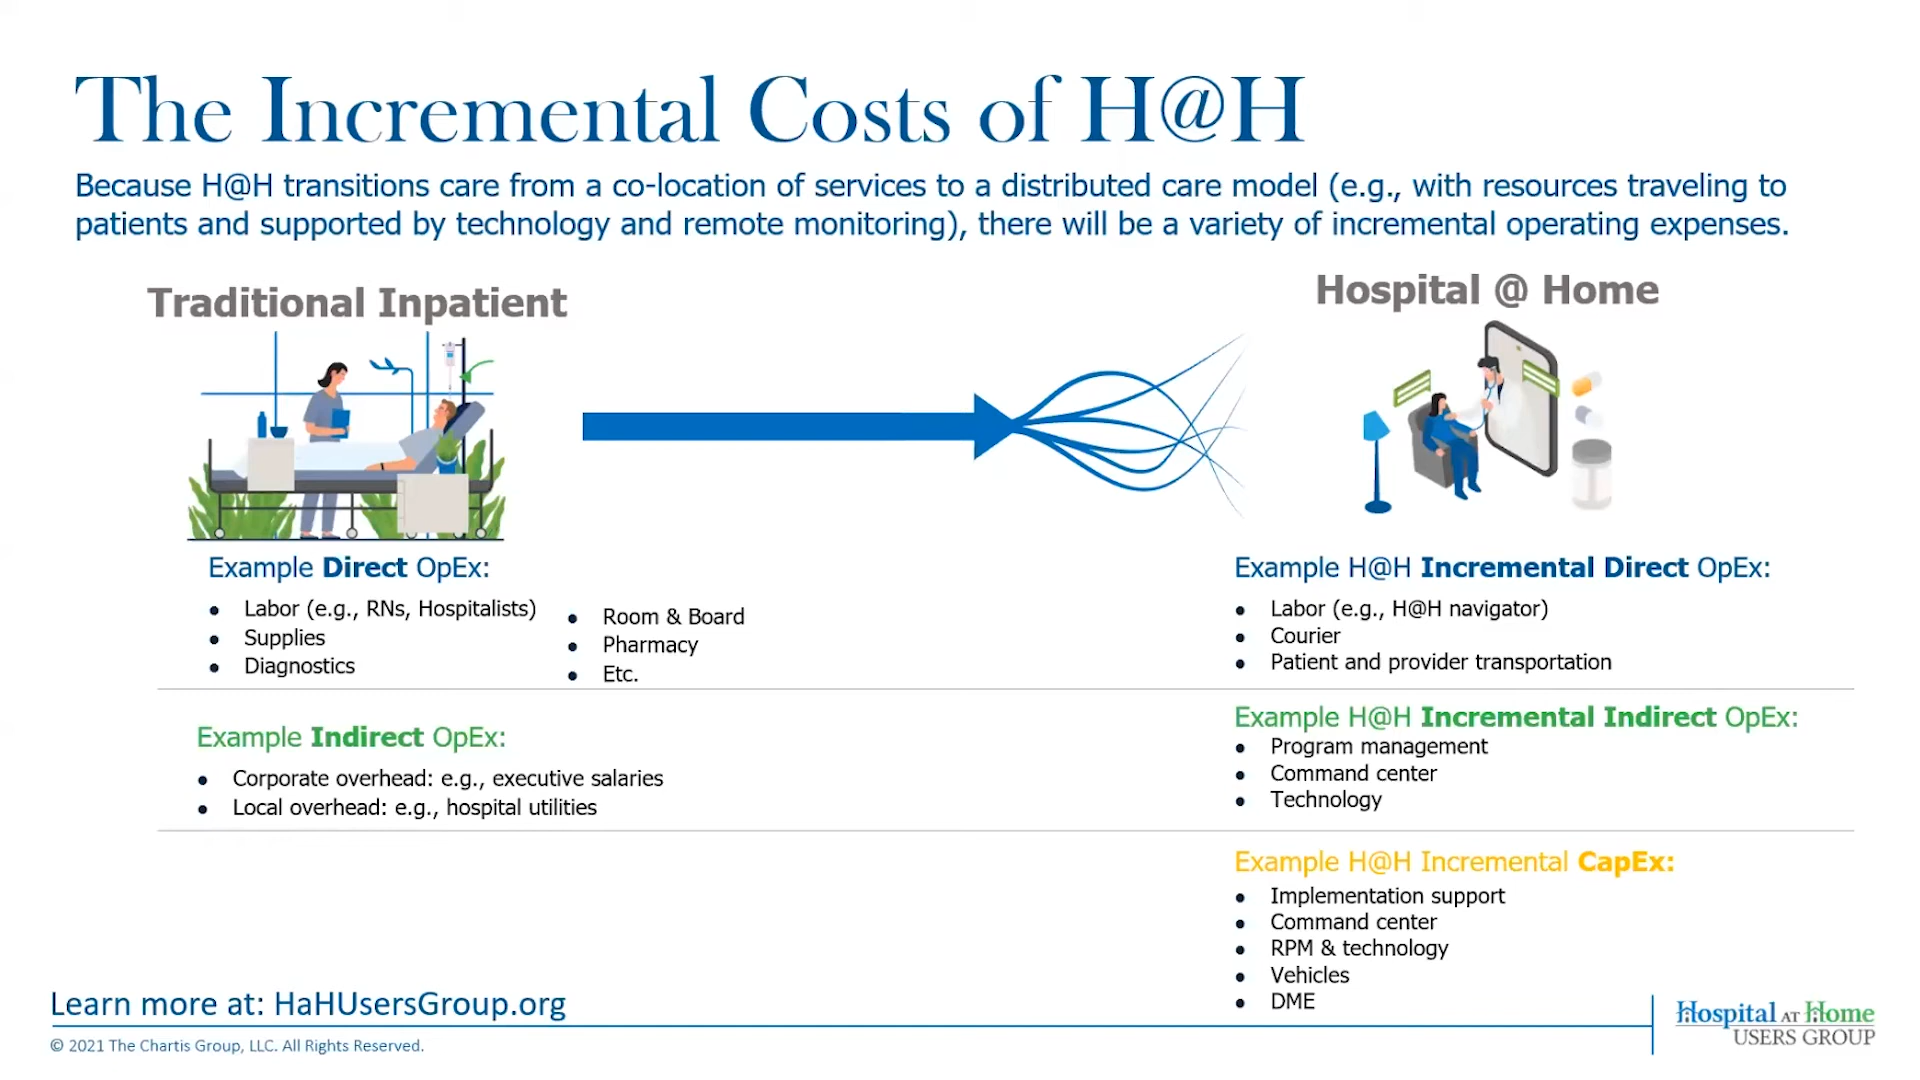 The Incremental Costs of H@H
Because H@H transitions care from a co-location of services to a distributed care model (e.g., with resources traveling to
patients and supported by technology and remote monitoring), there will be a variety of incremental operating expenses.
Traditional Inpatient
Example Direct OpEx:
• Labor (e.g., RNs, Hospitalists)
• Supplies
• Diagnostics
• Room & Board
• Pharmacy
• Etc.
Example Indirect OpEx:
• Corporate overhead: e.g., executive salaries
• Local overhead: e.g., hospital utilities
Hospital @ Home
Example H@H Incremental Direct OpEx:
• Labor (e.g., H@H navigator)
• Courier
• Patient and provider transportation
Example H@H Incremental Indirect OpEx:
• Program management
• Command center
• Technology
Example H@H Incremental CapEx:
• Implementation support
• Command center
• RPM & technology
• Vehicles
• DME
Learn more at: HaHUsersGroup.org
© 2021 The Chartis Group, LLC. All Rights Reserved.
Hospital AT Home
USERS GROUP